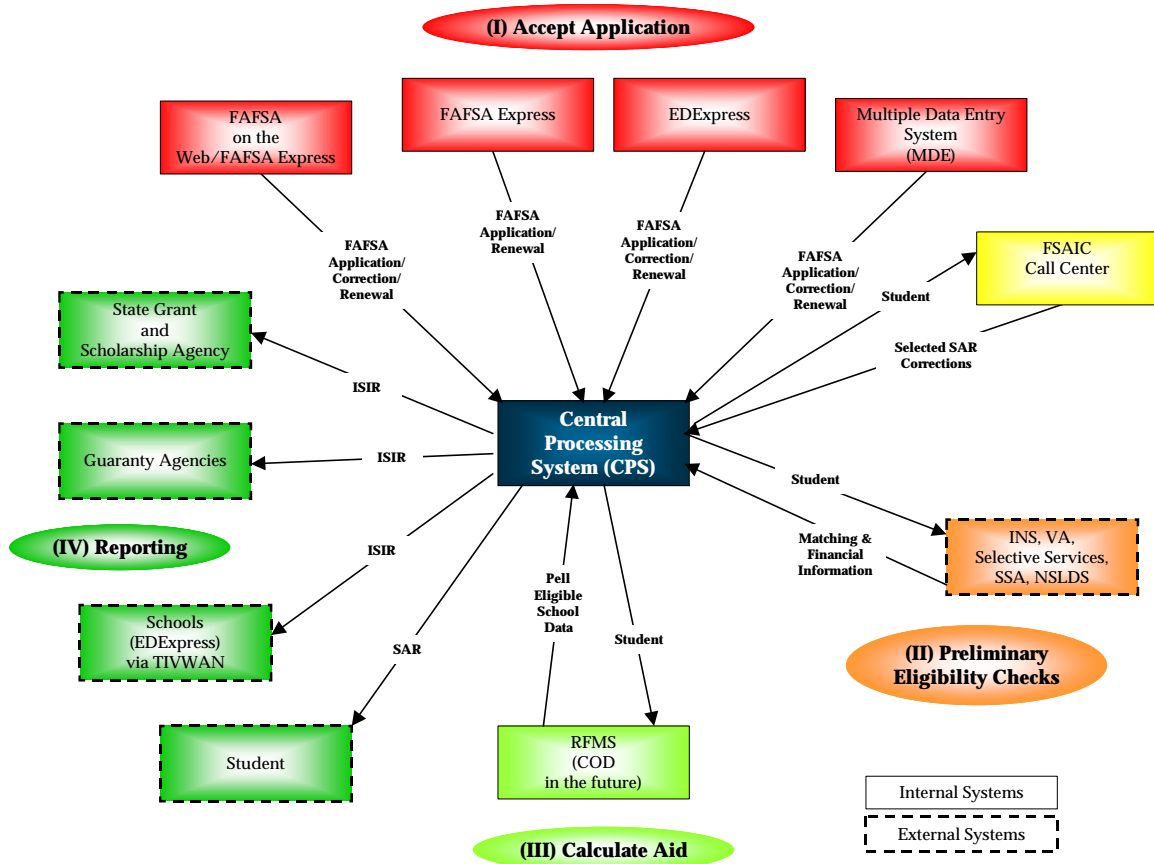 (I) Accept Application
FAFSA
on the
Web/FAFSA Express
FAFSA Express
EDExpress
Multiple Data Entry
System
(MDE)
FAFSA
Application/
Correction/
Renewal
FAFSA
Application/
Renewal
FAFSA
Application/
Correction/
Renewal
FAFSA
Application/
Correction/
Renewal
Student
FSAIC
Call Center
Selected SAR
Corrections
State Grant
and
Scholarship Agency
ISIR
Central
Processing
System (CPS)
Guaranty Agencies
ISIR
Student
(IV) Reporting
ISIR
Matching &
Financial
Information
INS, VA,
Selective Services,
SSA, NSLDS
Pell
Eligible
School
Data
Schools
(EDExpress)
via TIVWAN
SAR
Student
(II) Preliminary
Eligibility Checks
Student
RFMS
(COD
in the future)
Internal Systems
External Systems
(III) Calculate Aid